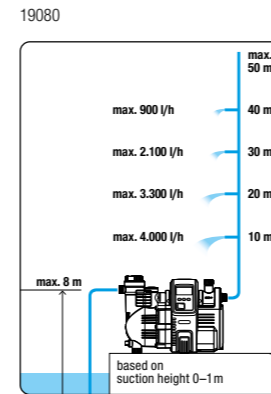 19080
max.
50 m
max. 900 l/h
40 m
max. 2.100 l/h
30 m
max. 3.300 l/h
20 m
max. 4.000 l/h
10 m
max. 8 m
based on
suction height 0–1 m